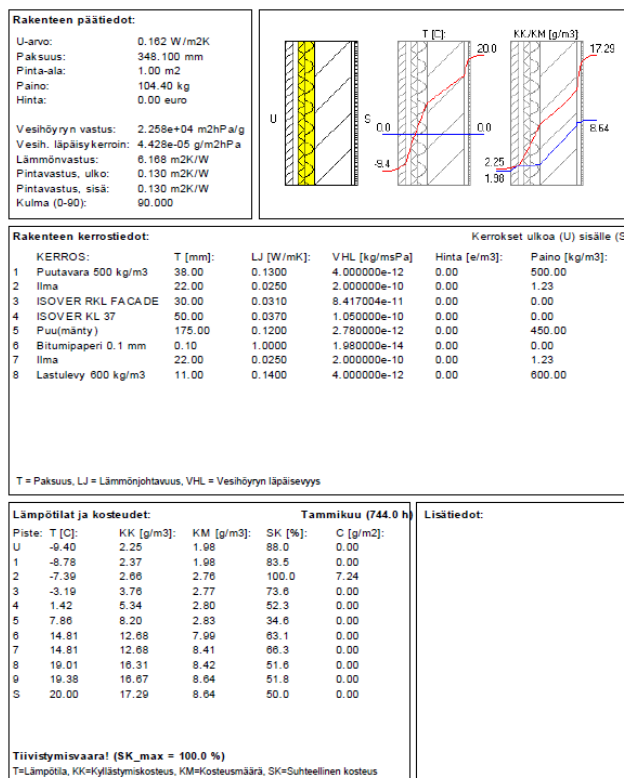 Rakenteen päätiedot:
U-arvo: 0.162 W/m2K
Paksuus: 348.100 mm
Pinta-ala: 1.00 m2
Paino: 104.40 kg
Hinta: 0.00 euro
Vesihöyryn vastus: 2.258e+04 m2hPa/g
Vesih. läpäisykerroin: 4.428e-05 g/m2hPa
Lämmönvastus: 6.168 m2K/W
Pintavastus, ulko: 0.130 m2K/W
Pintavastus, sisä: 0.130 m2K/W
Kulma (0-90): 90.000
T [C]: KK/KM [g/m3]
20.0 17.29
U S 0.0 0.0 8.64
-9.4 2.25
1.98
Rakenteen kerrostiedot: Kerrokset ulkoa (U) sisälle (S
KERROS: T [mm]: LJ [W/mK]: VHL [kg/msPa] Hinta [e/m3]: Paino [kg/m3]:
1 Puutavara 500 kg/m3 38.00 0.1300 4.000000e-12 0.00 500.00
2 Ilma 22.00 0.0250 2.000000e-10 0.00 1.23
3 ISOVER RKL FACADE 30.00 0.0310 8.417004e-11 0.00 0.00
4 ISOVER KL 37 50.00 0.0370 1.050000e-10 0.00 0.00
5 Puu(mänty) 175.00 0.1200 2.780000e-12 0.00 450.00
6 Bitumipaperi 0.1 mm 0.10 1.0000 1.980000e-14 0.00 0.00
7 Ilma 22.00 0.0250 2.000000e-10 0.00 1.23
8 Lastulevy 600 kg/m3 11.00 0.1400 4.000000e-12 0.00 600.00
T = Paksuus, LJ = Lämmönjohtavuus, VHL = Vesihöyryn läpäisevyys
Lämpötilat ja kosteudet: Tammikuu (744.0 h)
Piste: T [C]: KK [g/m3]: KM [g/m3]: SK [%]: C [g/m2]:
U -9.40 2.25 1.98 88.0 0.00
1 -8.78 2.37 1.98 83.5 0.00
2 -7.39 2.66 2.76 100.0 7.24
3 -3.19 3.76 2.77 73.6 0.00
4 1.42 5.34 2.80 52.3 0.00
5 7.86 8.20 2.83 34.6 0.00
6 14.81 12.68 7.99 63.1 0.00
7 14.81 12.68 8.41 66.3 0.00
8 19.01 16.31 8.42 51.6 0.00
9 19.38 16.67 8.64 51.8 0.00
S 20.00 17.29 8.64 50.0 0.00
Tiivistymisvaara! (SK_max = 100.0 %)
T=Lämpötila, KK=Kyllästymiskosteus, KM=Kosteusmäärä, SK=Suhteellinen kosteus
Lisätiedot: